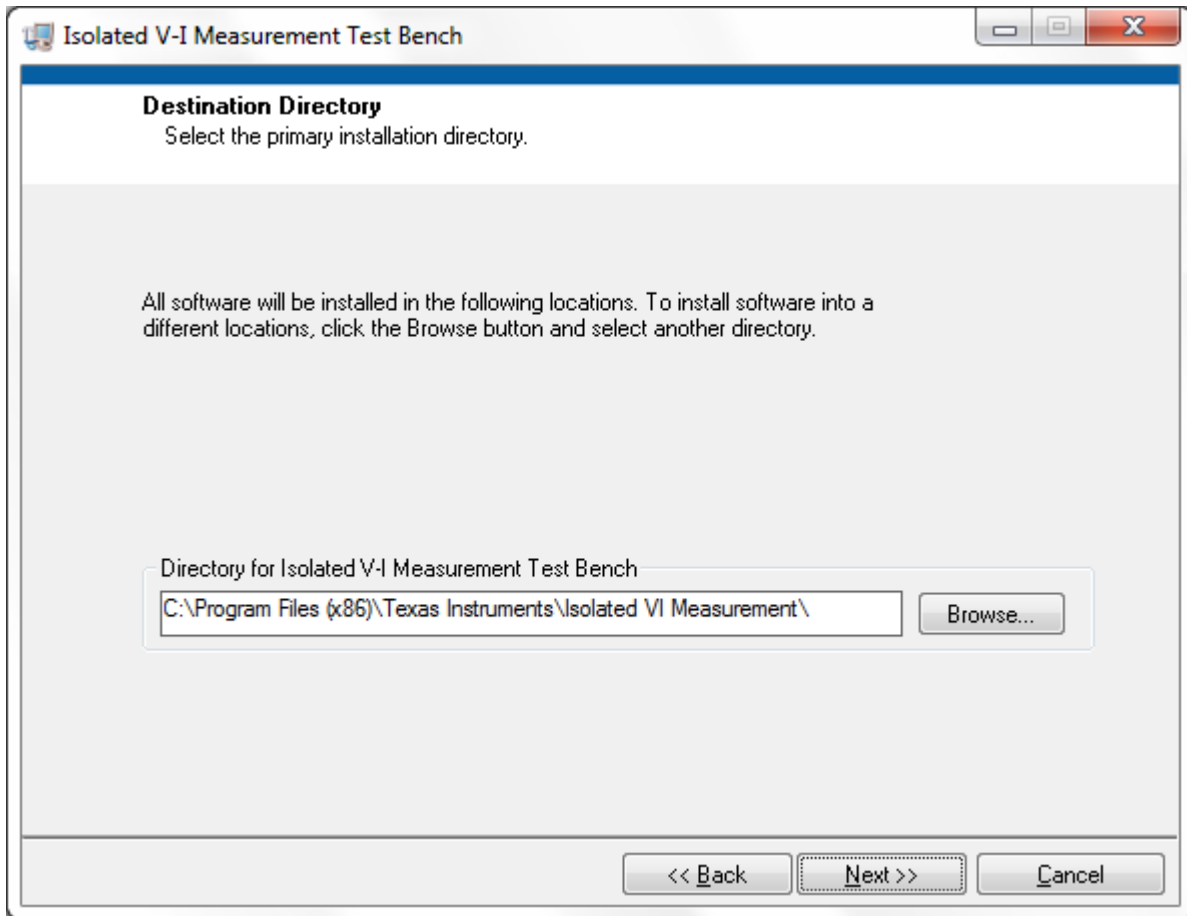 Isolated V-I Measurement Test Bench
Destination Directory
Select the primary installation directory.
All software will be installed in the following locations. To install software into a
different locations, click the Browse button and select another directory.
Directory for Isolated V-I Measurement Test Bench
C:\Program Files (x86)\Texas Instruments\Isolated VI Measurement\
Browse...
<< Back
Next >>
Cancel